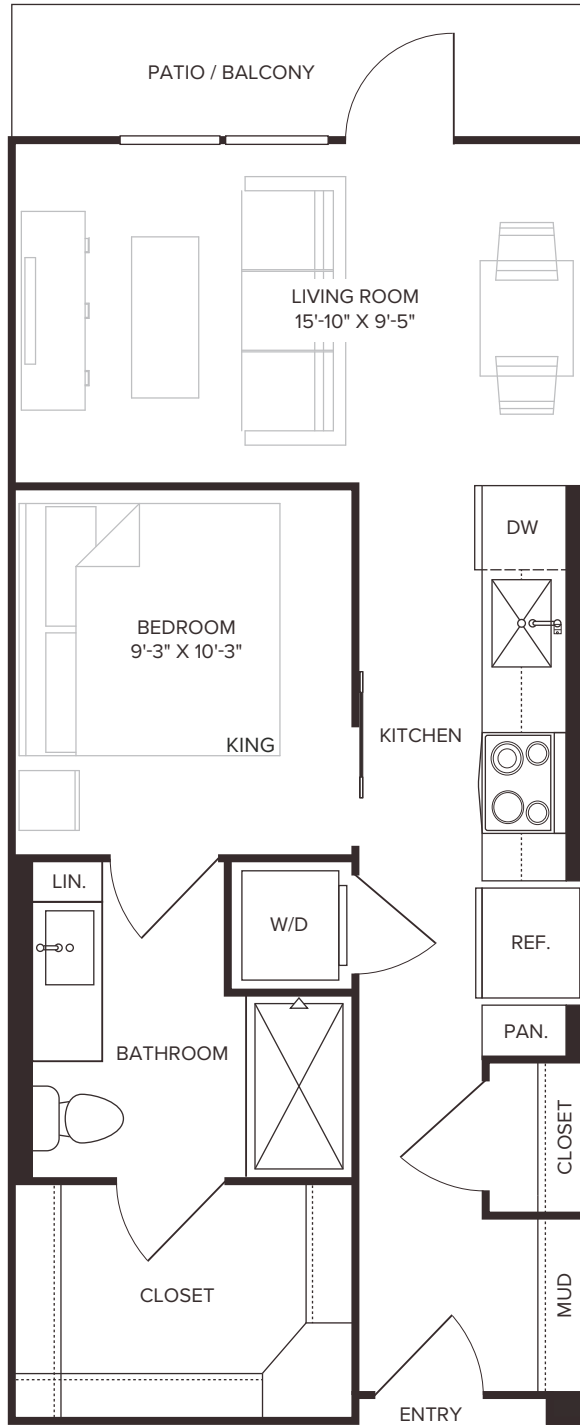 PATIO / BALCONY
LIVING ROOM
15'-10" X 9'-5"
DW
BEDROOM
9'-3" X 10'-3"
KING
KITCHEN
LIN.
W/D
REF.
PAN.
BATHROOM
CLOSET
CLOSET
MUD
ENTRY